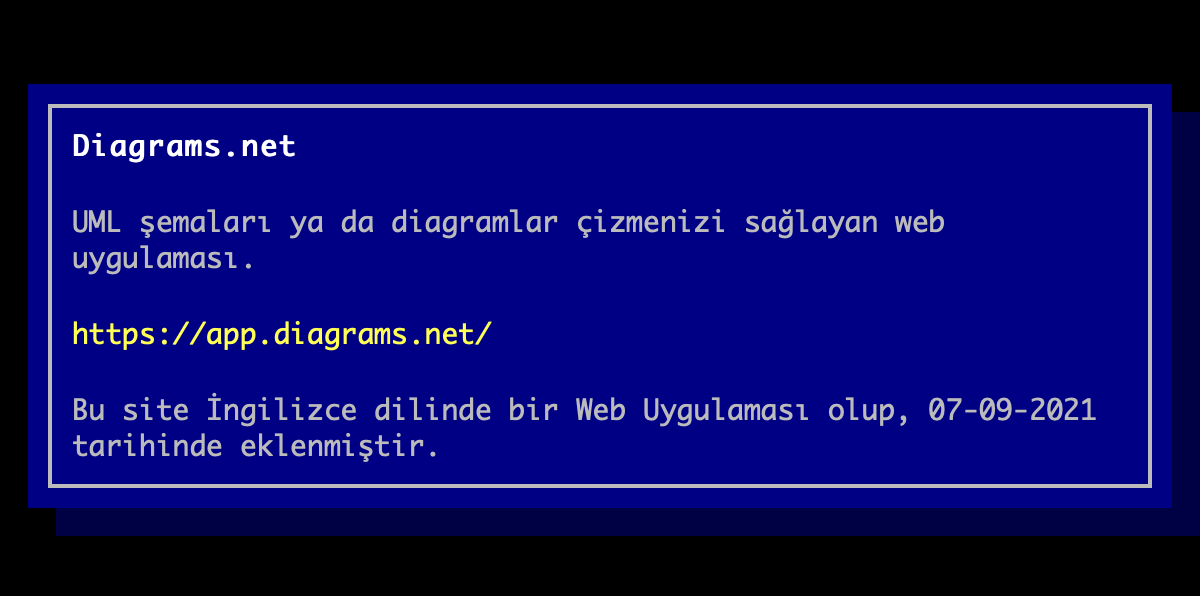 Diagrams.net
UML şemaları ya da diagramlar çizmenizi sağlayan web
uygulaması.
https://app.diagrams.net/
Bu site İngilizce dilinde bir Web Uygulaması olup, 07-09-2021
tarihinde eklenmiştir.